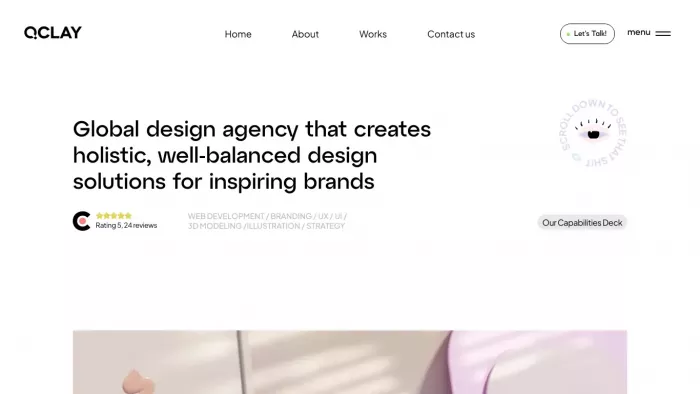 QCLAY
Home
About
Works
Contact us
Let's Talk!
menu
SCROLL DOWN TO SEE THAT SH!T
Global design agency that creates
holistic, well-balanced design
solutions for inspiring brands
Rating 5, 24 reviews
WEB DEVELOPMENT / BRANDING / UX / UI /
3D MODELING / ILLUSTRATION / STRATEGY
Our Capabilities Deck